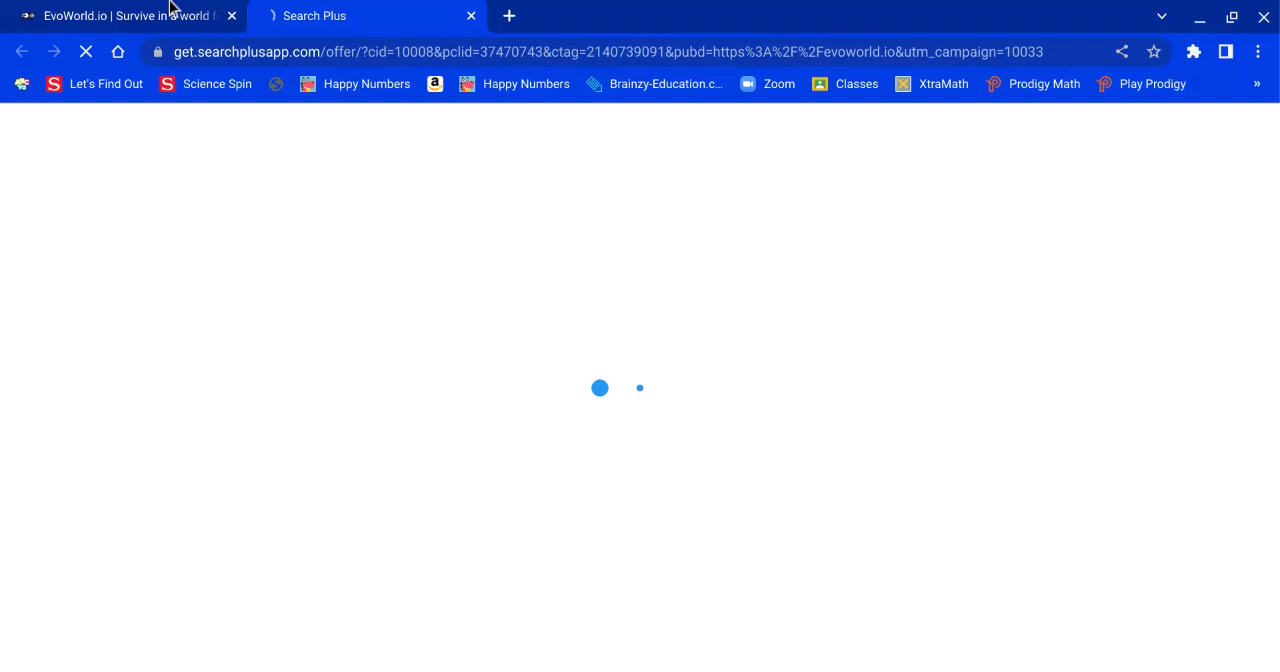 EvoWorld.io | Survive in a world f
Search Plus
get.searchplusapp.com/offer/?cid=10008&pclid=37470743&ctag=2140739091&pubd=https%3A%2F%2Fevoworld.io&utm_campaign=10033
Let's Find Out Science Spin Happy Numbers Happy Numbers Brainzy-Education.c... Zoom Classes XtraMath Prodigy Math Play Prodigy »